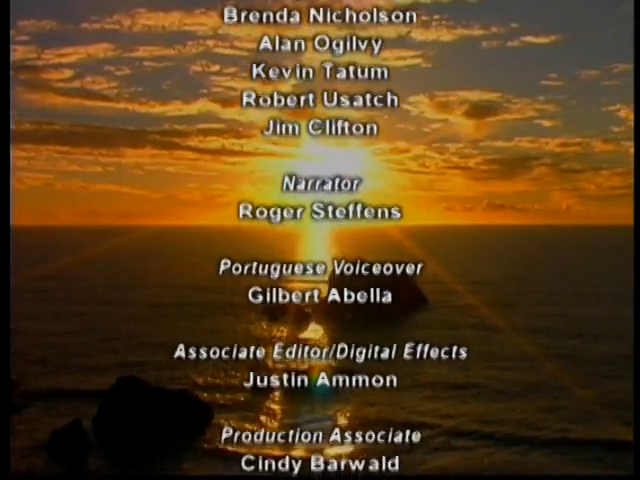 Brenda Nicholson
Alan Ogilvy
Kevin Tatum
Robert Usatch
Jim Clifton
Narrator
Roger Steffens
Portuguese Voiceover
Gilbert Abella
Associate Editor/Digital Effects
Justin Ammon
Production Associate
Cindy Barwald